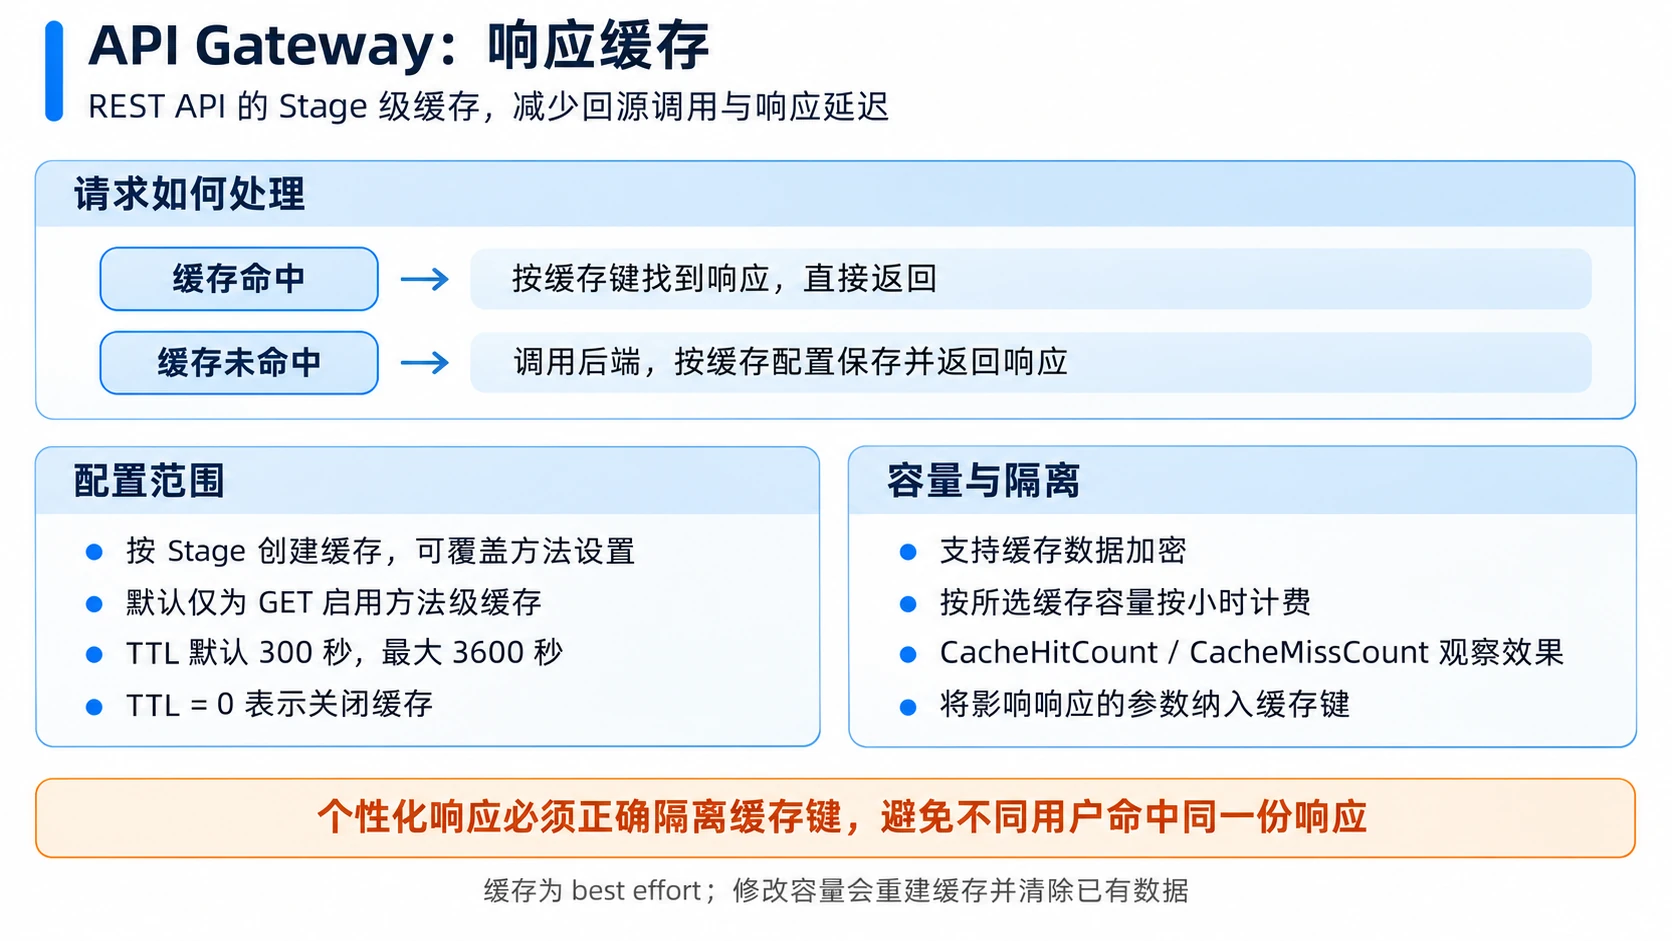 API Gateway：响应缓存
REST API 的 Stage 级缓存，减少回源调用与响应延迟
请求如何处理
缓存命中 → 按缓存键找到响应，直接返回
缓存未命中 → 调用后端，按缓存配置保存并返回响应
配置范围
按 Stage 创建缓存，可覆盖方法设置
默认仅为 GET 启用方法级缓存
TTL 默认 300 秒，最大 3600 秒
TTL = 0 表示关闭缓存
容量与隔离
支持缓存数据加密
按所选缓存容量按小时计费
CacheHitCount / CacheMissCount 观察效果
将影响响应的参数纳入缓存键
个性化响应必须正确隔离缓存键，避免不同用户命中同一份响应
缓存为 best effort；修改容量会重建缓存并清除已有数据